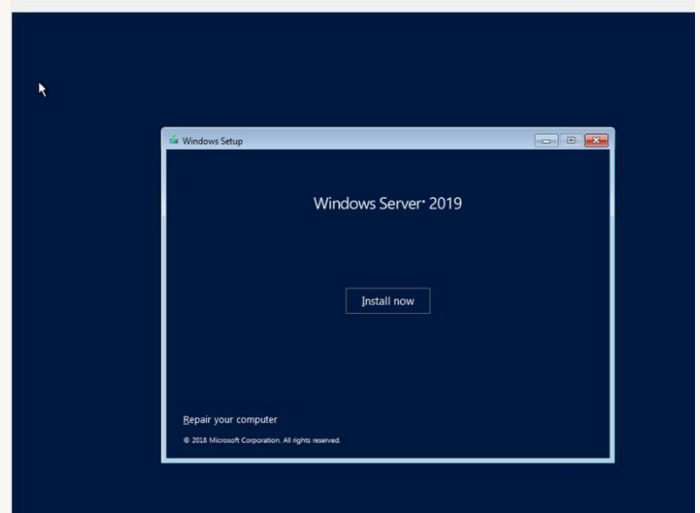 Windows Setup
Windows Server® 2019
Install now
Repair your computer
© 2018 Microsoft Corporation. All rights reserved.